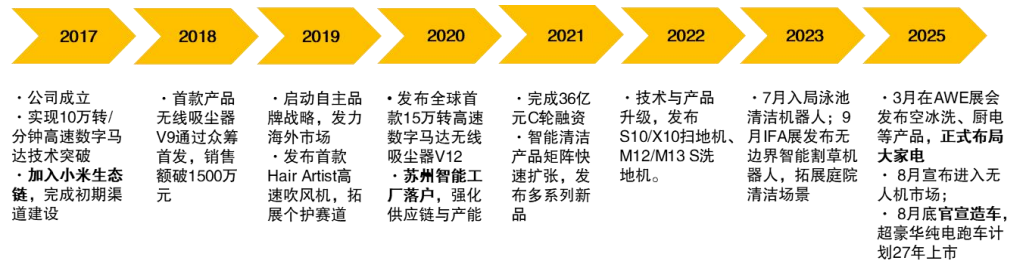 2017
2018
2019
2020
2021
2022
2023
2025
・公司成立
・实现10万转/
分钟高速数字马
达技术突破
・加入小米生态
链，完成初期渠
道建设
・首款产品
无线吸尘器
V9通过众筹
首发，销售
额破1500万
元
・启动自主品
牌战略，发力
海外市场
・发布首款
Hair Artist高
速吹风机，拓
展个护赛道
•发布全球首
款15万转高速
数字马达无线
吸尘器V12
・苏州智能工
厂落户，强化
供应链与产能
・完成36亿
元C轮融资
・智能清洁
产品矩阵快
速扩张，发
布多系列新
品
・技术与产品
升级，发布
S10/X10扫地机、
M12/M13 S洗
地机。
・7月入局泳池
清洁机器人；9
月IFA展发布无
边界智能割草机
器人，拓展庭院
清洁场景
・3月在AWE展会
发布空冰洗、厨电
等产品，正式布局
大家电
・ 8月宣布进入无
人机市场；
・ 8月底官宣造车，
超豪华纯电跑车计
划27年上市